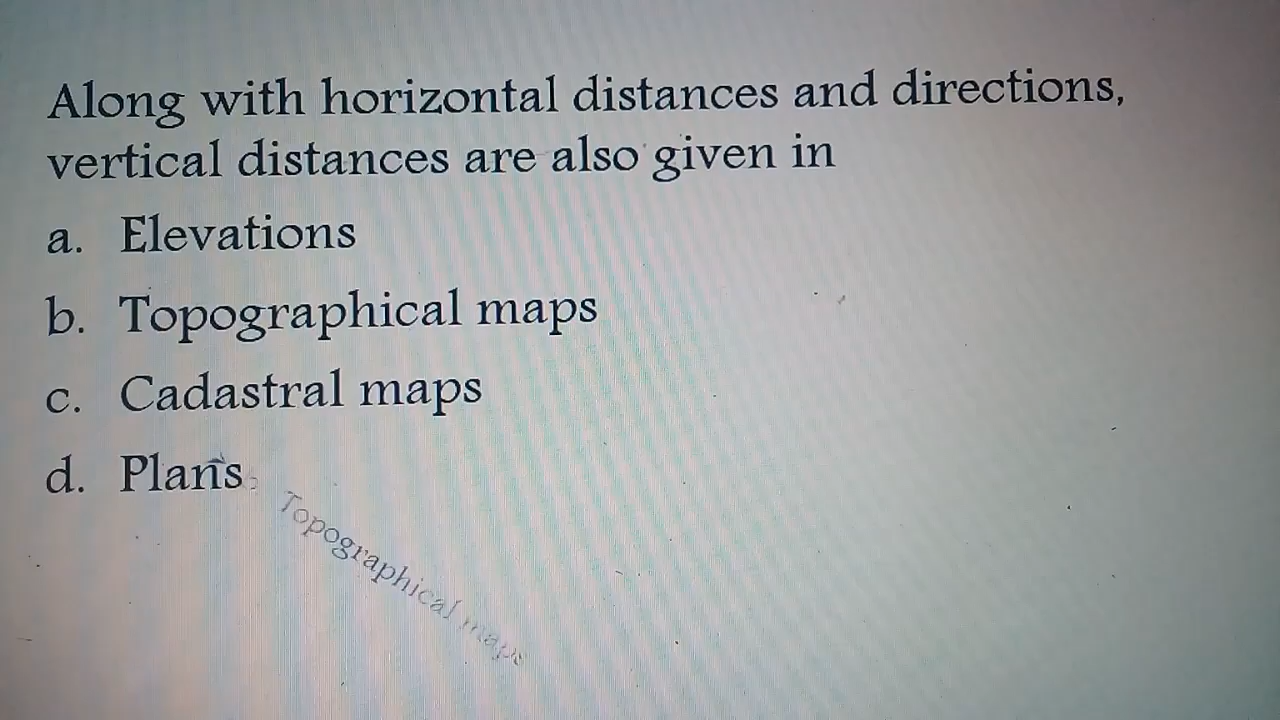 Along with horizontal distances and directions,
vertical distances are also given in
a. Elevations
b. Topographical maps
c. Cadastral maps
d. Plans
Topographical maps